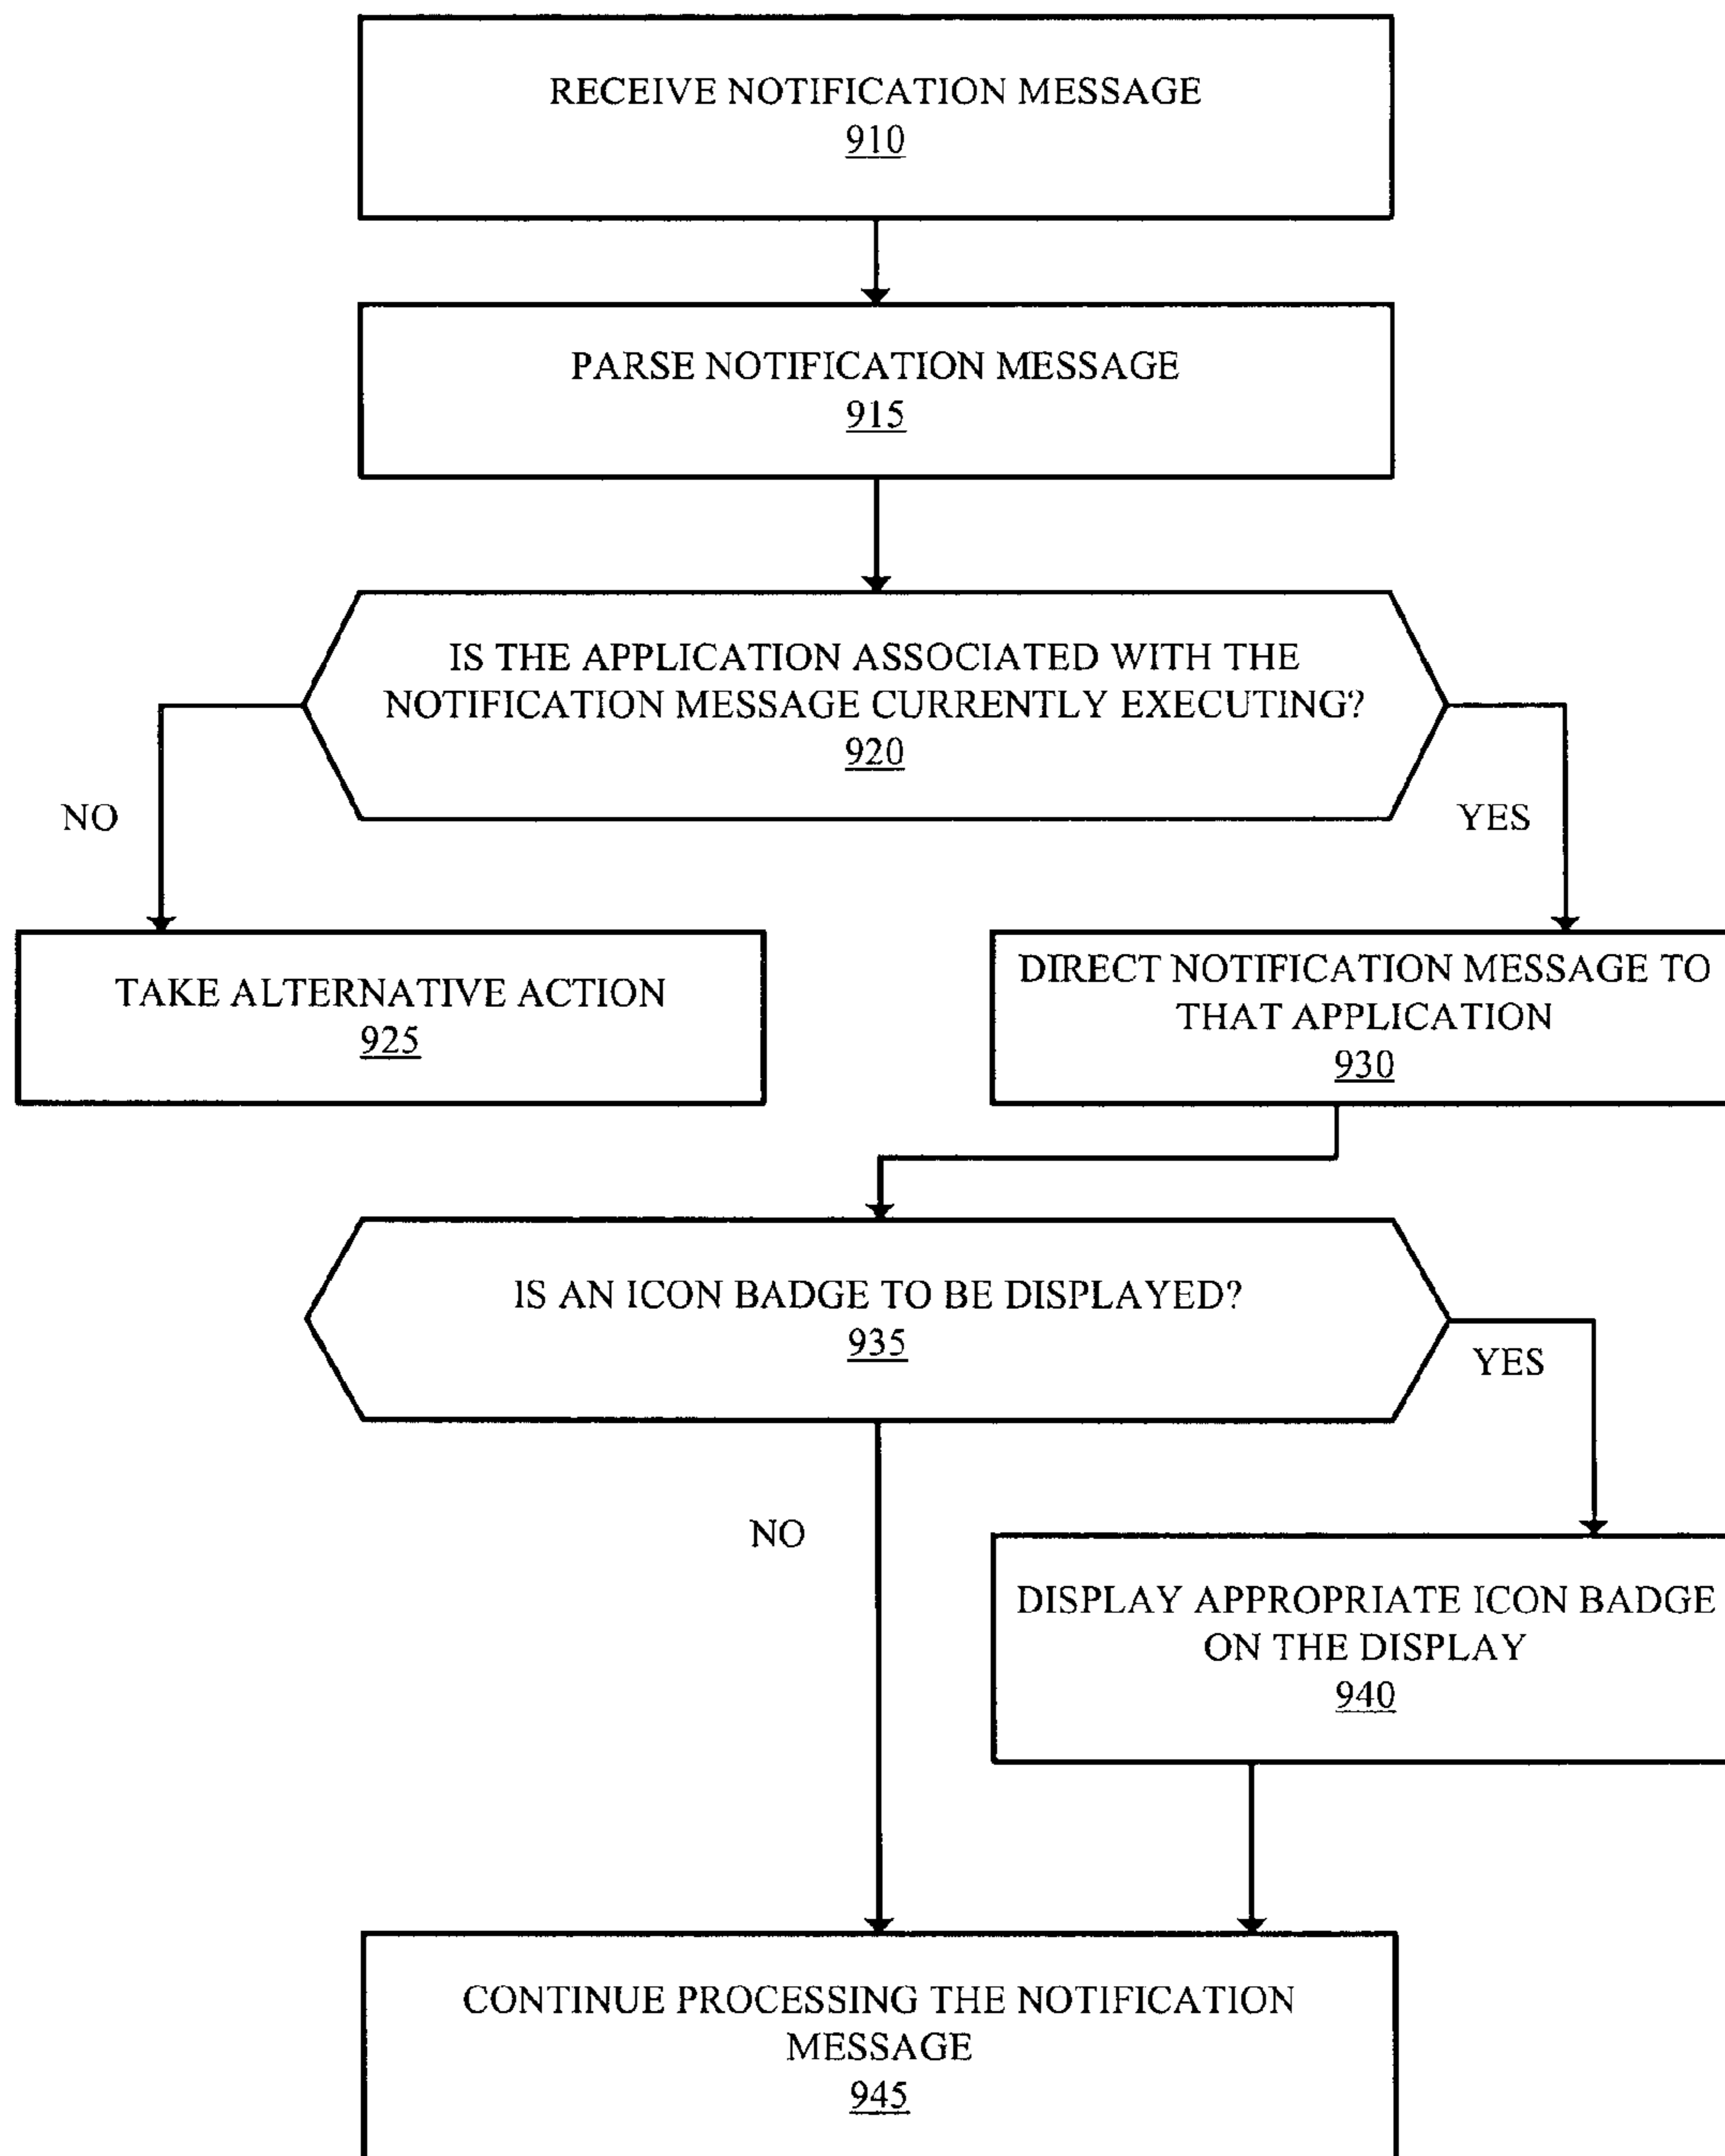 RECEIVE NOTIFICATION MESSAGE
910
PARSE NOTIFICATION MESSAGE
915
IS THE APPLICATION ASSOCIATED WITH THE
NOTIFICATION MESSAGE CURRENTLY EXECUTING?
920
NO
YES
TAKE ALTERNATIVE ACTION
925
DIRECT NOTIFICATION MESSAGE TO
THAT APPLICATION
930
IS AN ICON BADGE TO BE DISPLAYED?
935
YES
NO
DISPLAY APPROPRIATE ICON BADGE
ON THE DISPLAY
940
CONTINUE PROCESSING THE NOTIFICATION
MESSAGE
945